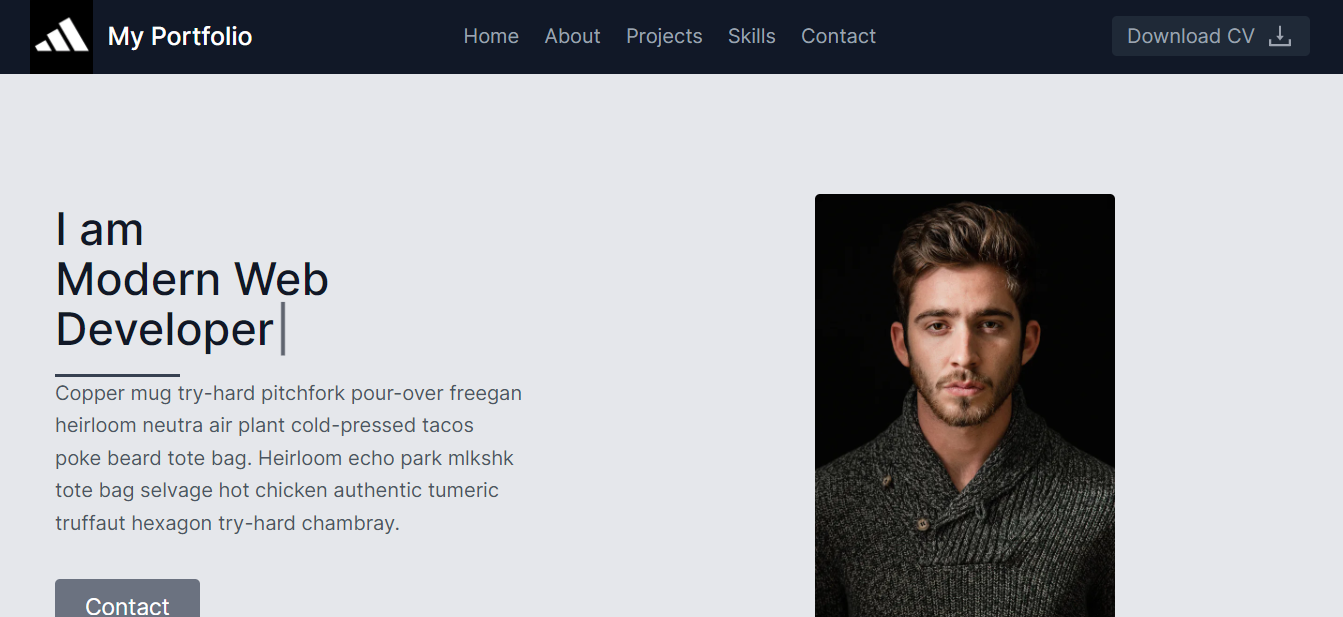 My Portfolio
Home
About
Projects
Skills
Contact
Download CV
I am
Modern Web
Developer|
Copper mug try-hard pitchfork pour-over freegan
heirloom neutra air plant cold-pressed tacos
poke beard tote bag. Heirloom echo park mlkshk
tote bag selvage hot chicken authentic tumeric
truffaut hexagon try-hard chambray.
Contact